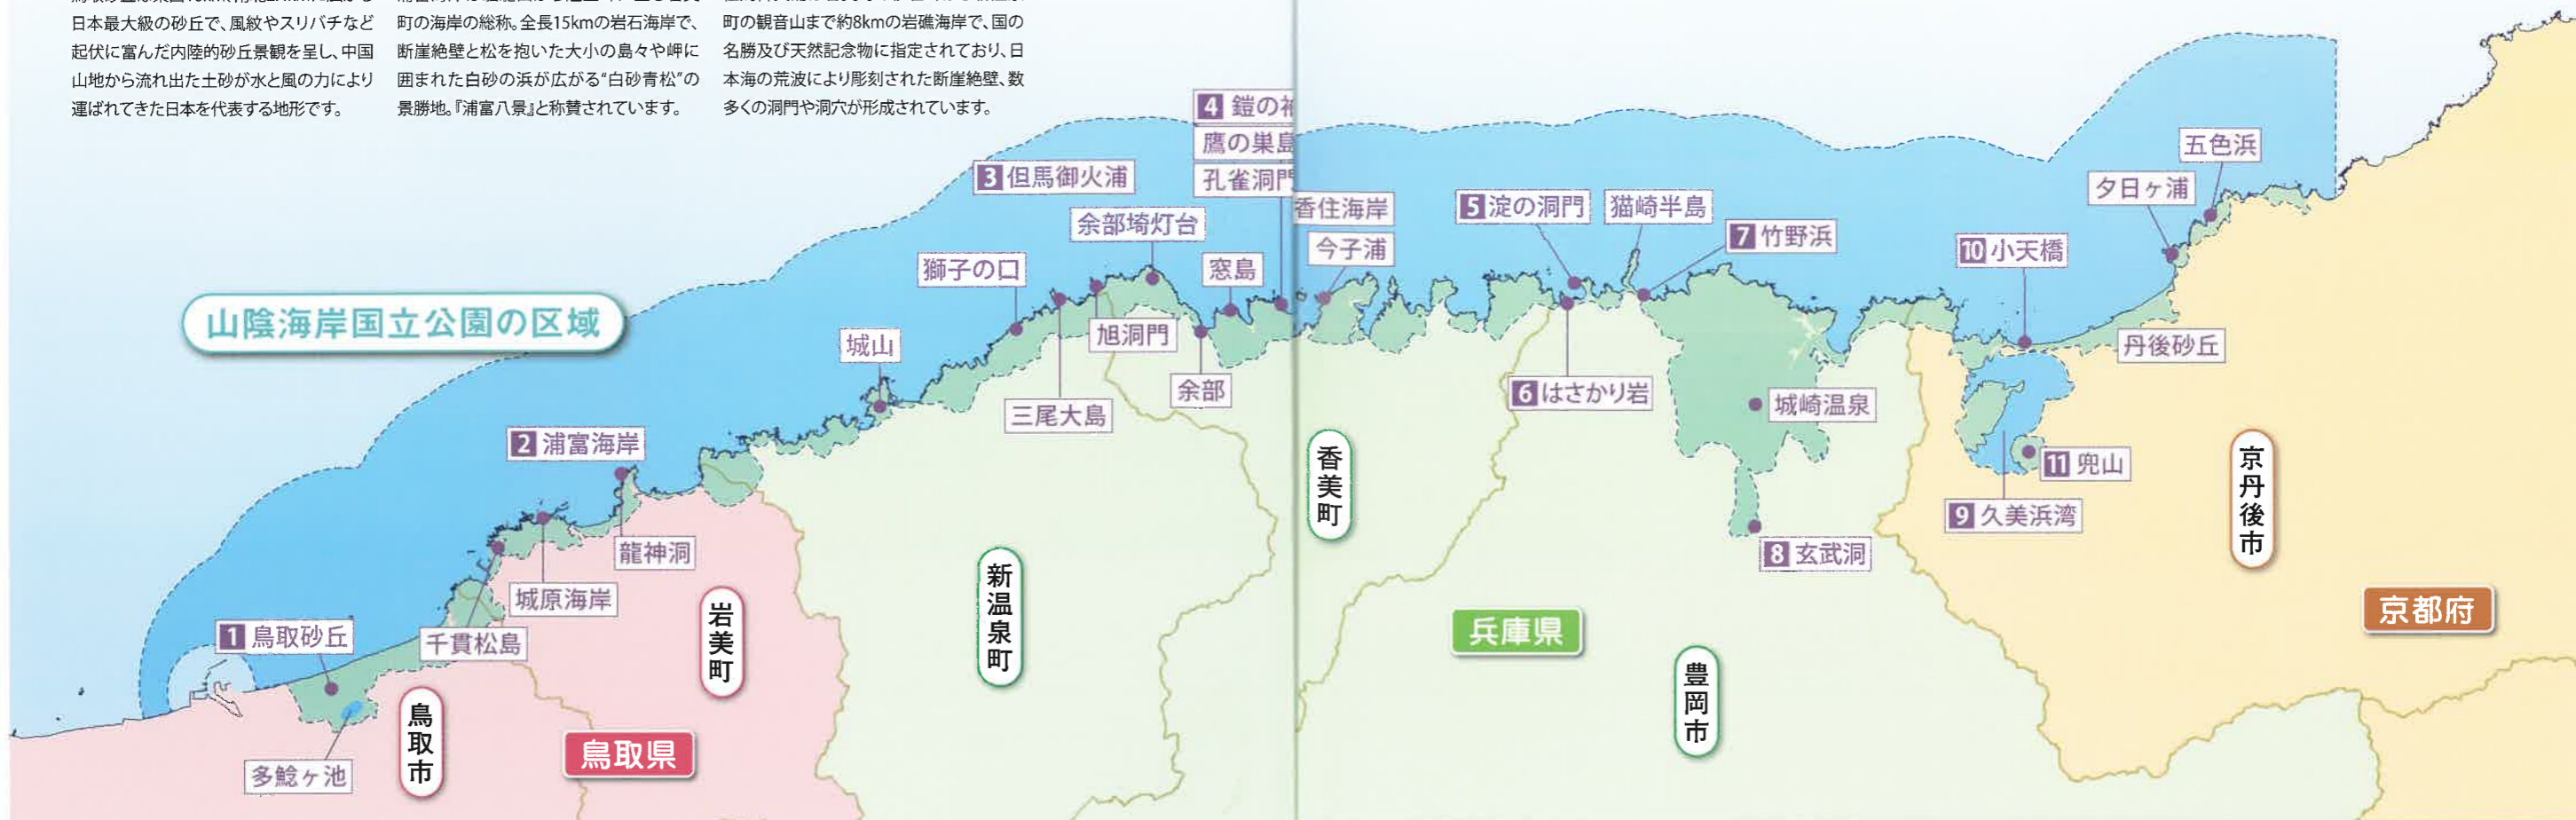 日本最大級の砂丘で、風紋やスリバチなど
起伏に富んだ内陸的砂丘景観を呈し、中国
山地から流れ出た土砂が水と風の力により
運ばれてきた日本を代表する地形です。
町の海岸の総称。全長15kmの岩石海岸で、
断崖絶壁と松を抱いた大小の島々や岬に
囲まれた白砂の浜が広がる“白砂青松”の
景勝地。『浦富八景』と称賛されています。
町の観音山まで約8kmの岩礁海岸で、国の
名勝及び天然記念物に指定されており、日
本海の荒波により彫刻された断崖絶壁、数
多くの洞門や洞穴が形成されています。
山陰海岸国立公園の区域
1 鳥取砂丘
多鯰ヶ池
鳥取市
千貫松島
城原海岸
2 浦富海岸
龍神洞
岩美町
鳥取県
城山
獅子の口
3 但馬御火浦
三尾大島
旭洞門
余部埼灯台
余部
窓島
4 鎧の
鷹の巣島
孔雀洞門
香住海岸
今子浦
新温泉町
香美町
5 淀の洞門
猫崎半島
7 竹野浜
6 はさかり岩
城崎温泉
8 玄武洞
兵庫県
豊岡市
10 小天橋
夕日ヶ浦
五色浜
丹後砂丘
11 兜山
9 久美浜湾
京丹後市
京都府